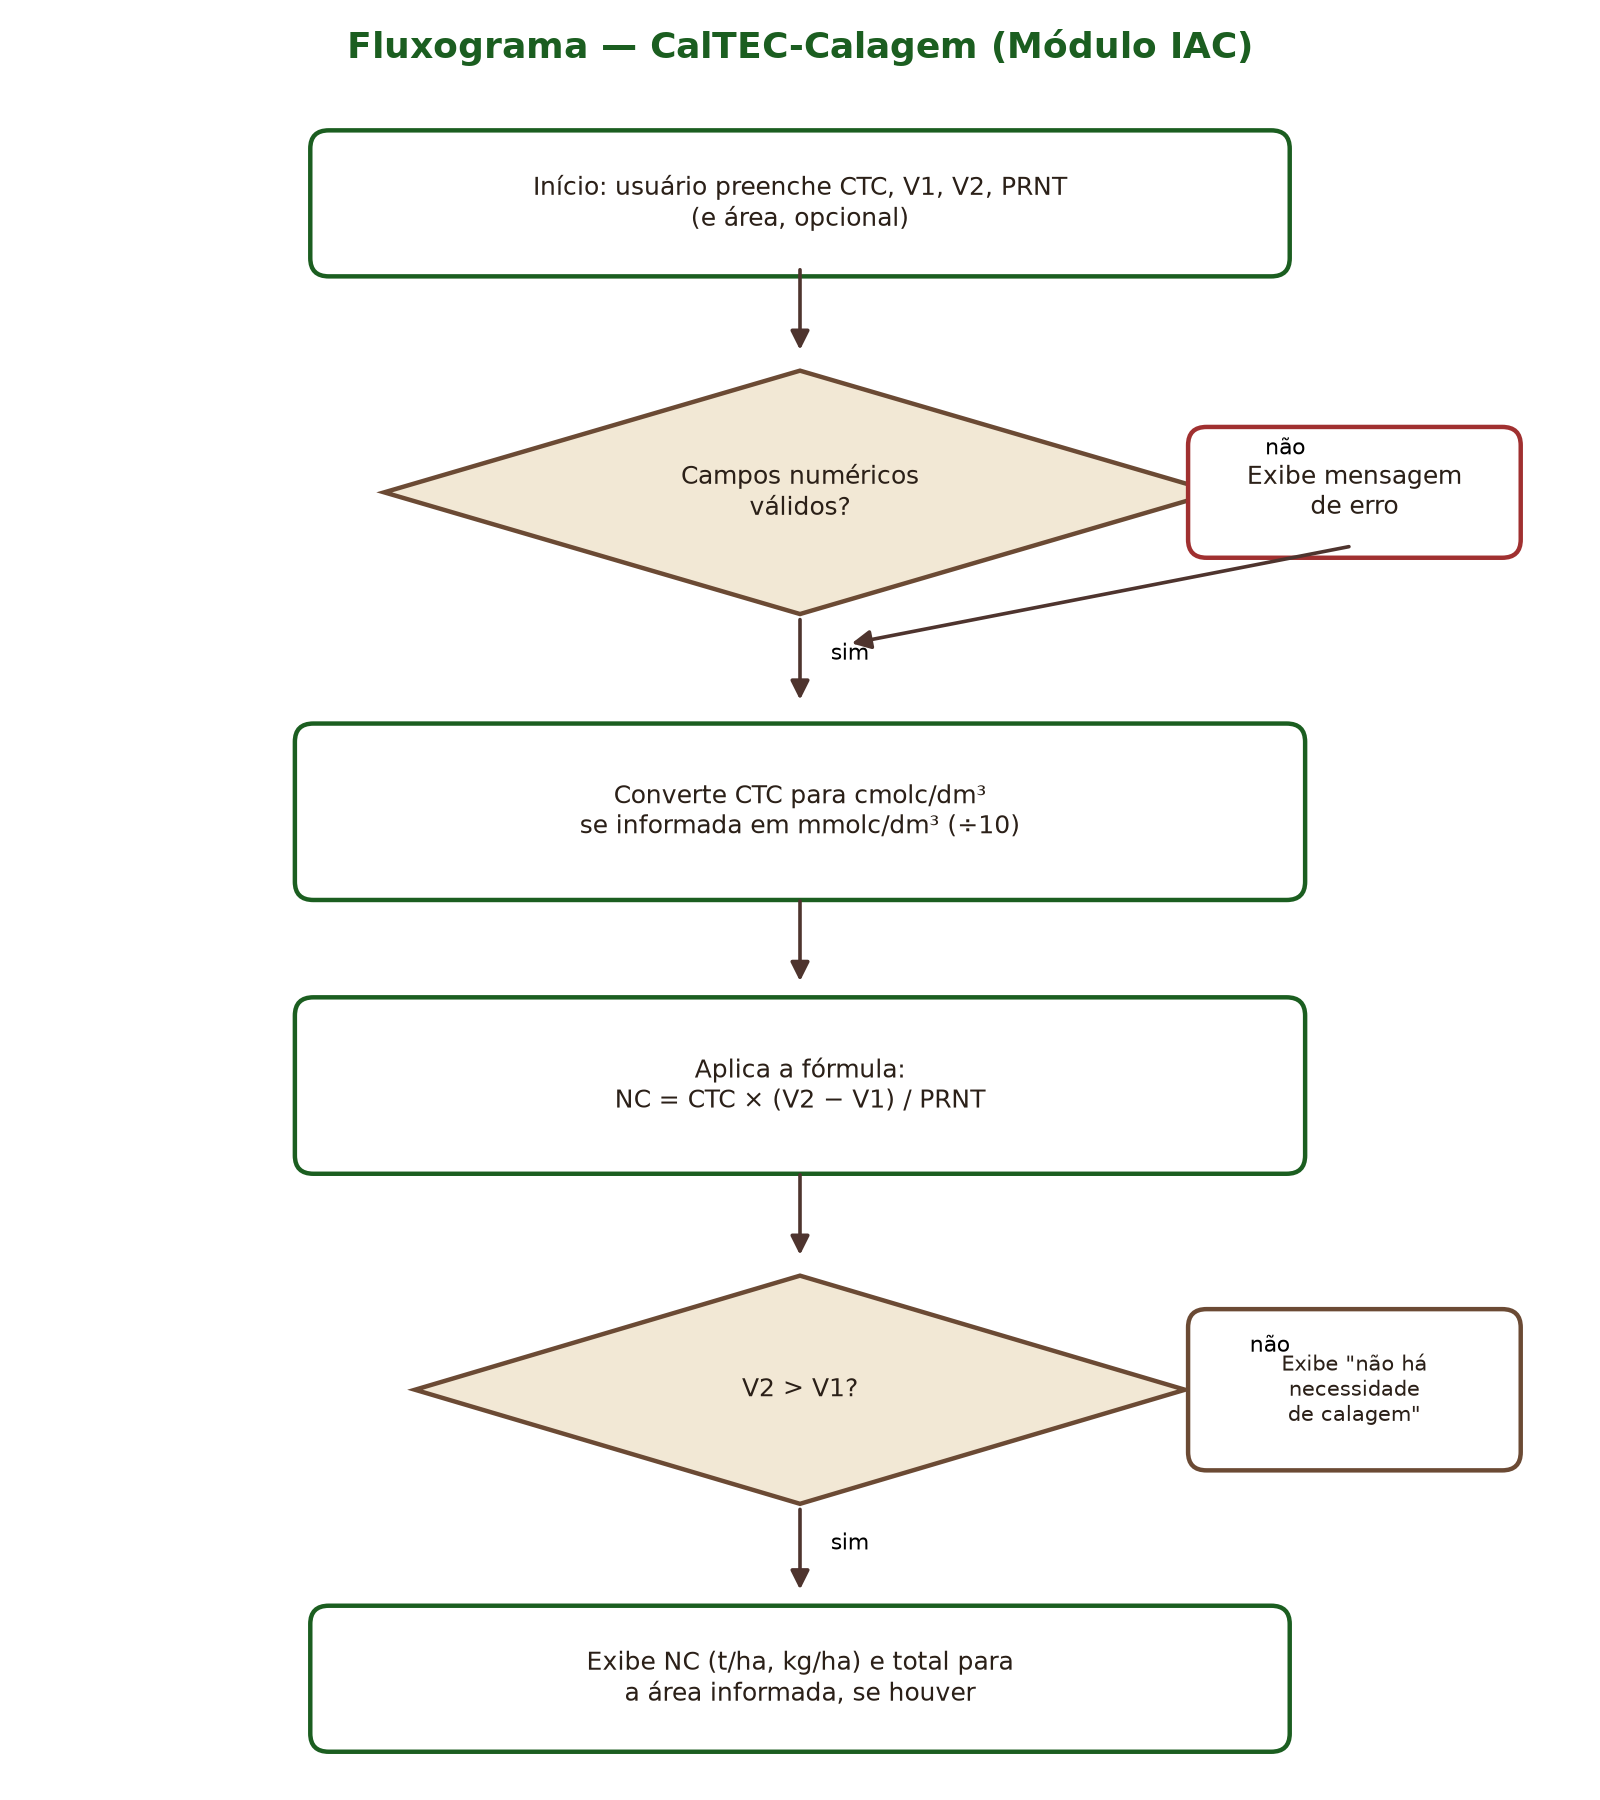 Fluxograma — CalTEC-Calagem (Módulo IAC)
Início: usuário preenche CTC, V1, V2, PRNT
(e área, opcional)
Campos numéricos
válidos?
não
Exibe mensagem
de erro
sim
Converte CTC para cmolc/dm³
se informada em mmolc/dm³ (÷10)
Aplica a fórmula:
NC = CTC × (V2 − V1) / PRNT
V2 > V1?
não
Exibe "não há
necessidade
de calagem"
sim
Exibe NC (t/ha, kg/ha) e total para
a área informada, se houver